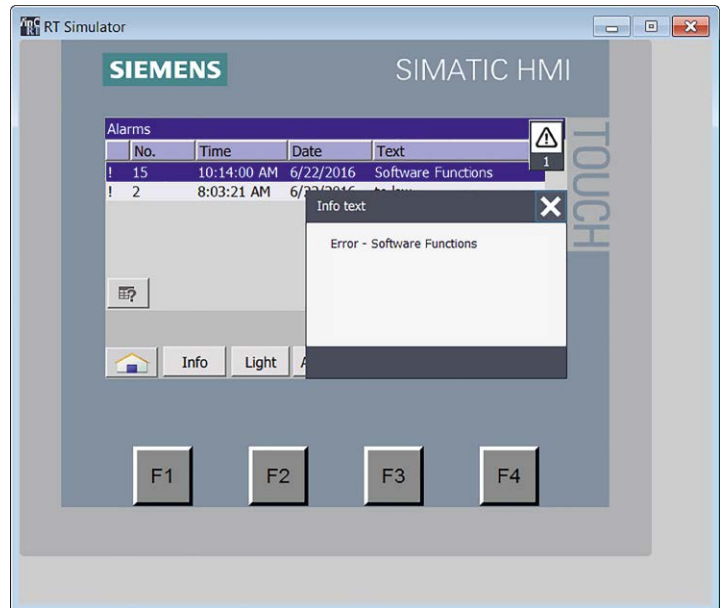 RT Simulator
SIEMENS
SIMATIC HMI
TOUCH
Alarms
No. Time Date Text
1
! 15 10:14:00 AM 6/22/2016 Software Functions
! 2 8:03:21 AM
Info text
Error - Software Functions
Info Light
F1 F2 F3 F4